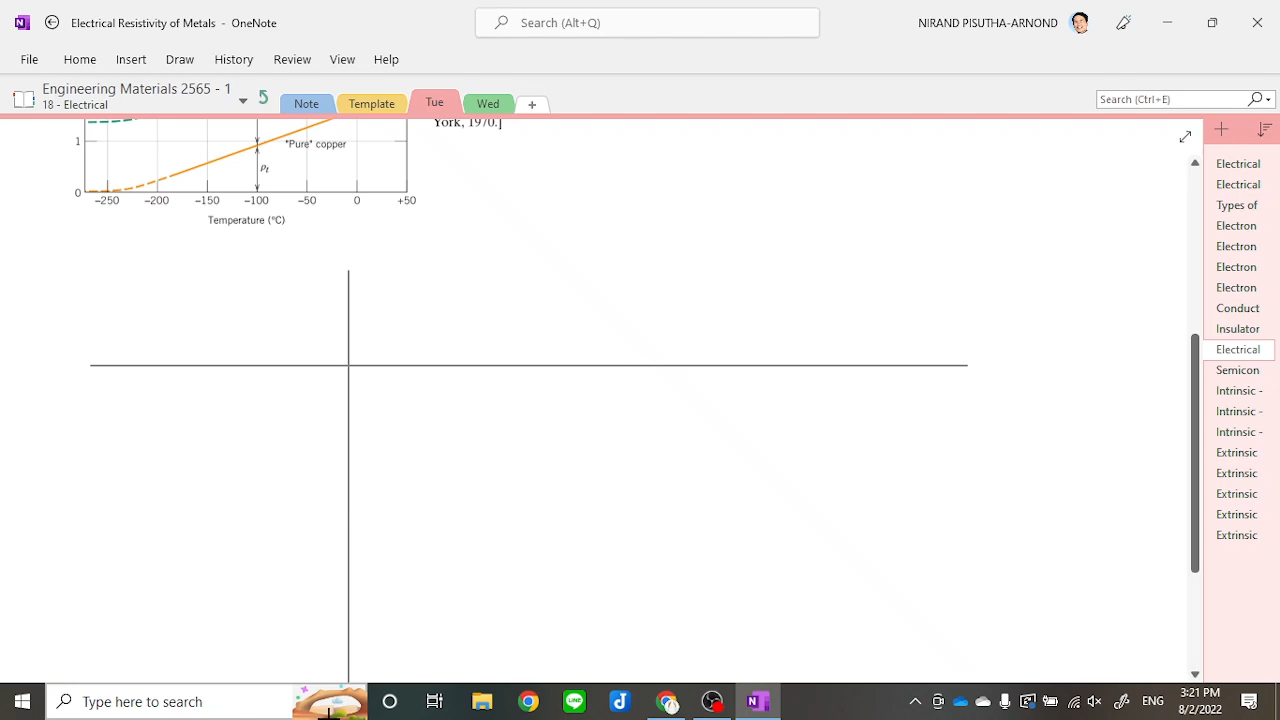 Electrical Resistivity of Metals - OneNote
Search (Alt+Q)
NIRAND PISUTHA-ARNOND
File Home Insert Draw History Review View Help
Engineering Materials 2565 - 1
18 - Electrical
Note Template Tue Wed +
Search (Ctrl+E)
York, 1970.]
1
"Pure" copper
ρt
0
-250 -200 -150 -100 -50 0 +50
Temperature (°C)
Electrical
Electrical
Types of
Electron
Electron
Electron
Electron
Conduct
Insulator
Electrical
Semicon
Intrinsic -
Intrinsic -
Intrinsic -
Extrinsic
Extrinsic
Extrinsic
Extrinsic
Extrinsic
Type here to search
LINE
ENG
3:21 PM
8/2/2022